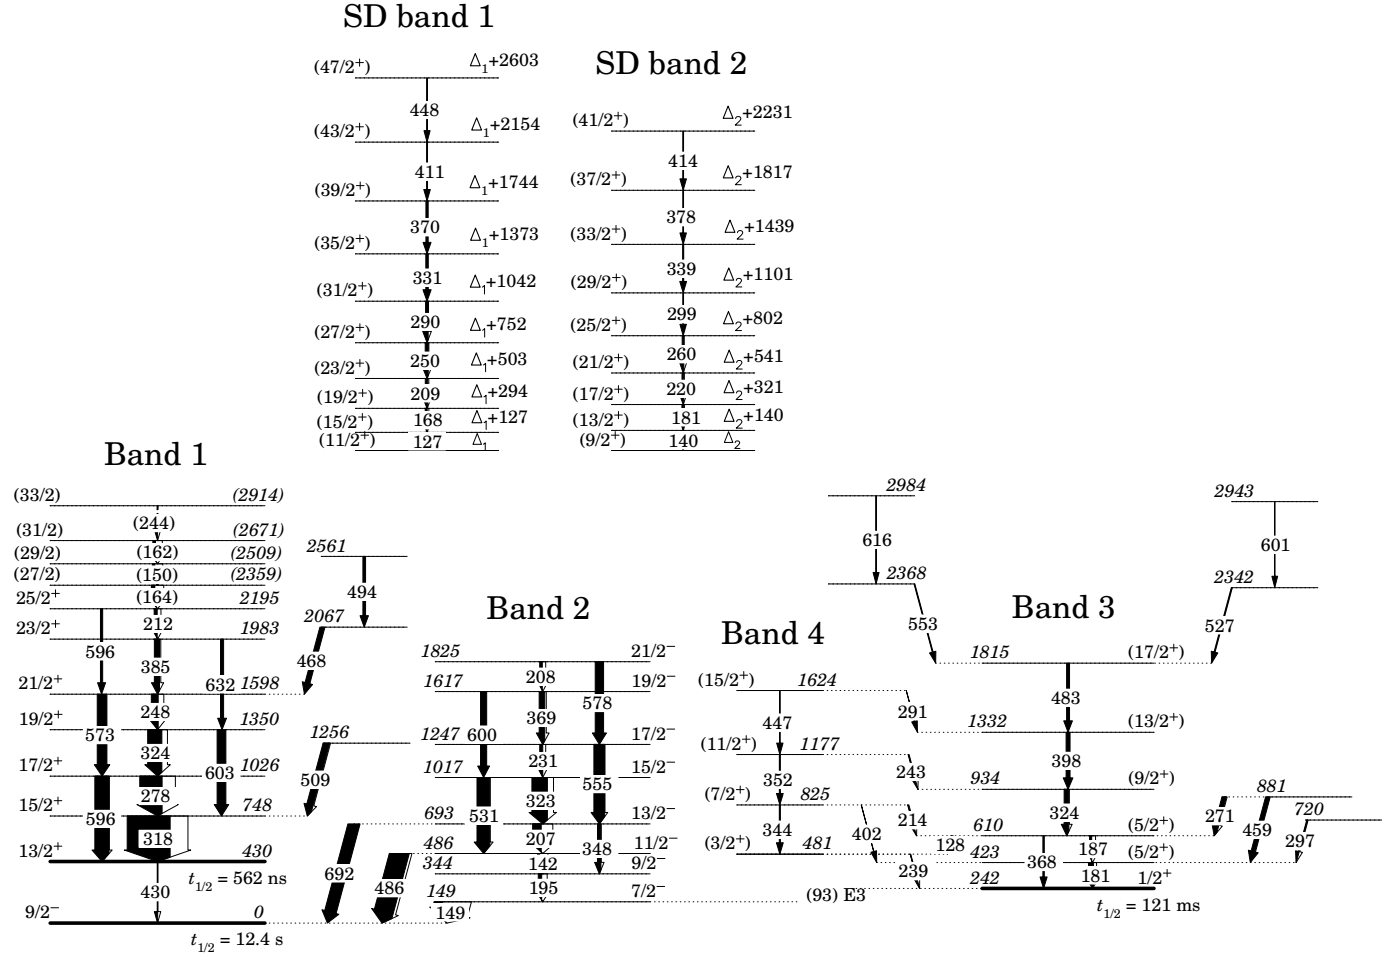 SD band 1
(47/2+) Δ1+2603
448
(43/2+) Δ1+2154
411
(39/2+) Δ1+1744
370
(35/2+) Δ1+1373
331
(31/2+) Δ1+1042
290
(27/2+) Δ1+752
250
(23/2+) Δ1+503
209
(19/2+) Δ1+294
168
(15/2+) Δ1+127
127
(11/2+) Δ1
SD band 2
(41/2+) Δ2+2231
414
(37/2+) Δ2+1817
378
(33/2+) Δ2+1439
339
(29/2+) Δ2+1101
299
(25/2+) Δ2+802
260
(21/2+) Δ2+541
220
(17/2+) Δ2+321
181
(13/2+) Δ2+140
140
(9/2+) Δ2
Band 1
(33/2) (2914)
(244)
(31/2) (2671)
(162)
(29/2) (2509)
(150)
(27/2) (2359)
(164)
25/2+ 2195
212
23/2+ 1983
596 385 632
21/2+ 1598
248
19/2+ 1350
573 324 603
17/2+ 1026
278
15/2+ 748
596 318
13/2+ 430
t1/2 = 562 ns
430
9/2− 0
t1/2 = 12.4 s
2561
494
2067
468
1256
509
692
486
149
Band 2
1825 21/2−
208 578
1617 19/2−
600 369
1247 17/2−
231 555
1017 15/2−
531 323
693 13/2−
207 348
486 11/2−
142
344 9/2−
195
149 7/2−
(93) E3
Band 4
(15/2+) 1624
447 291
(11/2+) 1177
352 243
(7/2+) 825
344 402 214
(3/2+) 481
128
239
Band 3
2984
616
2368
553
2943
601
2342
527
1815 (17/2+)
483
1332 (13/2+)
398
934 (9/2+)
324
610 (5/2+)
368 187
423 (5/2+)
181
242 1/2+
t1/2 = 121 ms
881
271 459
720
297